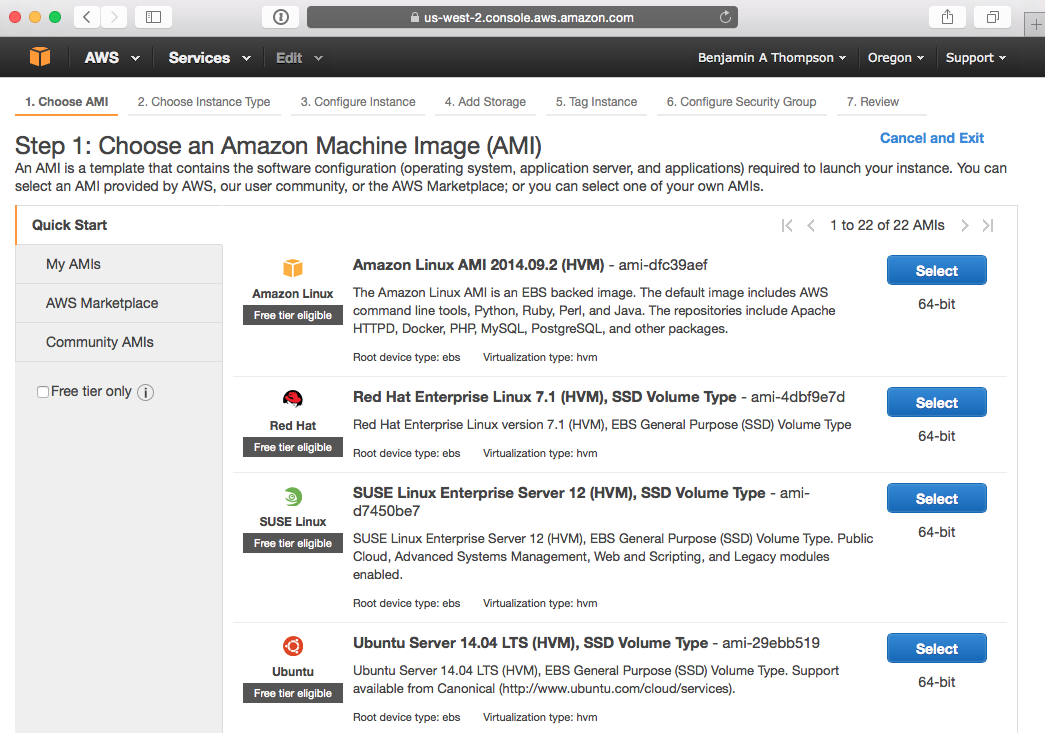 us-west-2.console.aws.amazon.com
AWS Services Edit Benjamin A Thompson Oregon Support
1. Choose AMI 2. Choose Instance Type 3. Configure Instance 4. Add Storage 5. Tag Instance 6. Configure Security Group 7. Review
Step 1: Choose an Amazon Machine Image (AMI)
Cancel and Exit
An AMI is a template that contains the software configuration (operating system, application server, and applications) required to launch your instance. You can
select an AMI provided by AWS, our user community, or the AWS Marketplace; or you can select one of your own AMIs.
Quick Start
My AMIs
AWS Marketplace
Community AMIs
Free tier only i
1 to 22 of 22 AMIs
Amazon Linux
Free tier eligible
Amazon Linux AMI 2014.09.2 (HVM) - ami-dfc39aef
The Amazon Linux AMI is an EBS backed image. The default image includes AWS
command line tools, Python, Ruby, Perl, and Java. The repositories include Apache
HTTPD, Docker, PHP, MySQL, PostgreSQL, and other packages.
Root device type: ebs Virtualization type: hvm
Select
64-bit
Red Hat
Free tier eligible
Red Hat Enterprise Linux 7.1 (HVM), SSD Volume Type - ami-4dbf9e7d
Red Hat Enterprise Linux version 7.1 (HVM), EBS General Purpose (SSD) Volume Type
Root device type: ebs Virtualization type: hvm
Select
64-bit
SUSE Linux
Free tier eligible
SUSE Linux Enterprise Server 12 (HVM), SSD Volume Type - ami-
d7450be7
SUSE Linux Enterprise Server 12 (HVM), EBS General Purpose (SSD) Volume Type. Public
Cloud, Advanced Systems Management, Web and Scripting, and Legacy modules
enabled.
Root device type: ebs Virtualization type: hvm
Select
64-bit
Ubuntu
Free tier eligible
Ubuntu Server 14.04 LTS (HVM), SSD Volume Type - ami-29ebb519
Ubuntu Server 14.04 LTS (HVM), EBS General Purpose (SSD) Volume Type. Support
available from Canonical (http://www.ubuntu.com/cloud/services).
Root device type: ebs Virtualization type: hvm
Select
64-bit